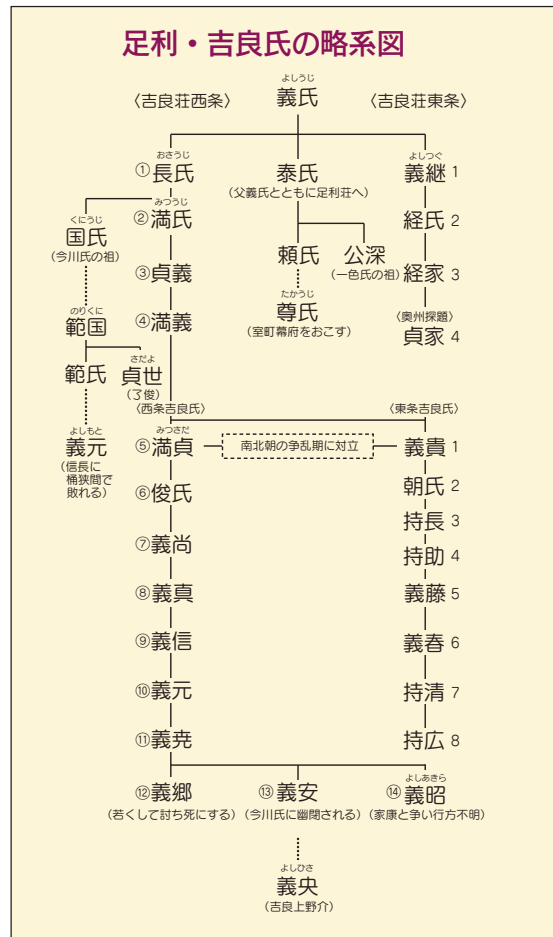 足利・吉良氏の略系図
よしうじ
〈吉良荘西条〉 義氏 〈吉良荘東条〉
おさうじ よしつぐ
①長氏 泰氏 義継 1
(父義氏とともに足利荘へ)
くにうじ みつうじ
国氏 ②満氏 経氏 2
(今川氏の祖)
頼氏 公深
(一色氏の祖)
③貞義 経家 3
たかうじ
尊氏
(室町幕府をおこす)
のりくに
範国 ④満義
〈奥州探題〉
貞家 4
さだよ
範氏 貞世
(了俊)
〈西条吉良氏〉 〈東条吉良氏〉
よしもと みつさだ
義元 ⑤満貞 南北朝の争乱期に対立 義貴 1
(信長に
桶狭間で
敗れる)
⑥俊氏 朝氏 2
持長 3
⑦義尚 持助 4
⑧義真 義藤 5
⑨義信 義春 6
⑩義元 持清 7
⑪義尭 持広 8
よしあきら
⑫義郷 ⑬義安 ⑭義昭
(若くして討ち死にする) (今川氏に幽閉される) (家康と争い行方不明)
よしひさ
義央
(吉良上野介)